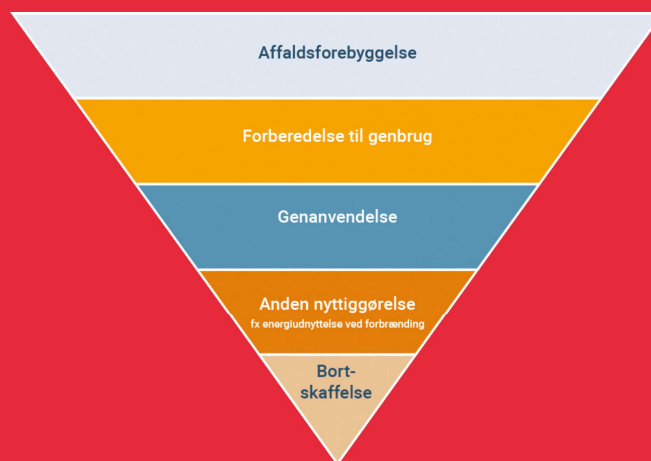 Affaldsforebyggelse
Forberedelse til genbrug
Genanvendelse
Anden nyttiggørelse
fx energiudnyttelse ved forbrænding
Bort-
skaffelse